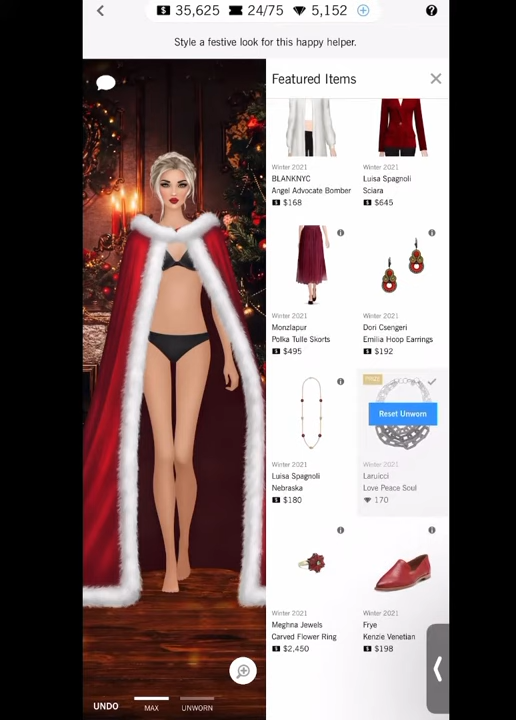 35,625 24/75 5,152
Style a festive look for this happy helper.
Featured Items
Winter 2021
BLANKNYC
Angel Advocate Bomber
$168
Winter 2021
Luisa Spagnoli
Sciara
$645
Winter 2021
Monzlapur
Polka Tulle Skorts
$495
Winter 2021
Dori Csengeri
Emilia Hoop Earrings
$192
Winter 2021
Luisa Spagnoli
Nebraska
$180
Reset Unworn
Winter 2021
Laruicci
Love Peace Soul
170
Winter 2021
Meghna Jewels
Carved Flower Ring
$2,450
Winter 2021
Frye
Kenzie Venetian
$198
UNDO
MAX
UNWORN